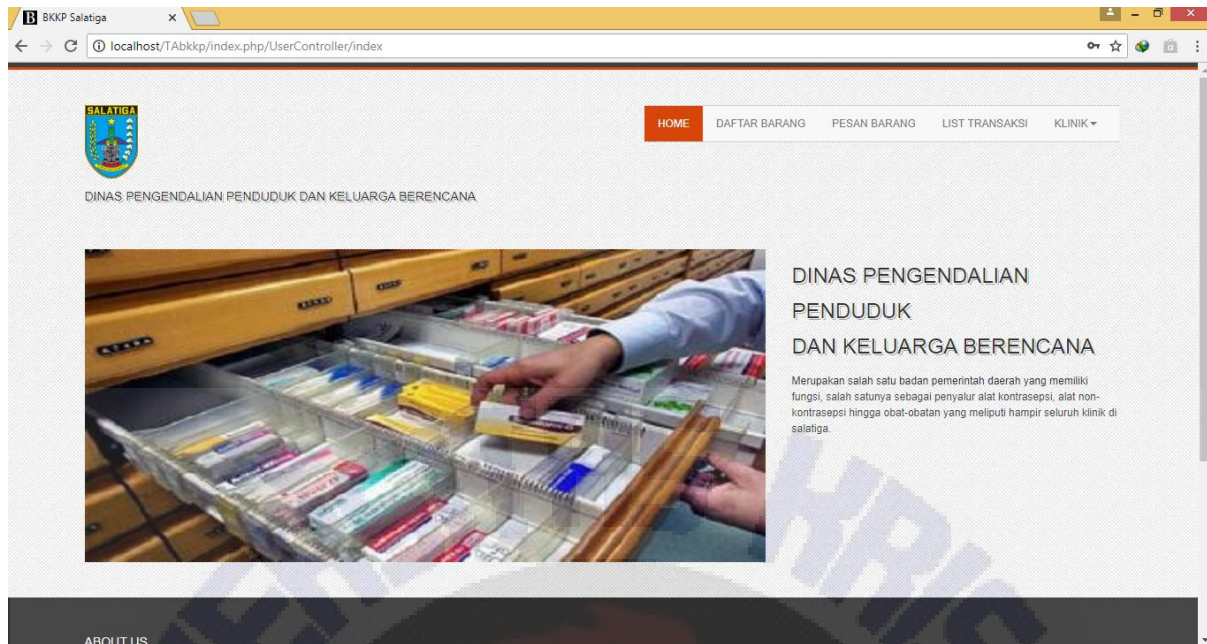 BKKP Salatiga
localhost/TAbkkp/index.php/UserController/index
SALATIGA
HOME DAFTAR BARANG PESAN BARANG LIST TRANSAKSI KLINIK
DINAS PENGENDALIAN PENDUDUK DAN KELUARGA BERENCANA
DINAS PENGENDALIAN
PENDUDUK
DAN KELUARGA BERENCANA
Merupakan salah satu badan pemerintah daerah yang memiliki
fungsi, salah satunya sebagai penyalur alat kontrasepsi, alat non-
kontrasepsi hingga obat-obatan yang meliputi hampir seluruh klinik di
salatiga.
ABOUT US